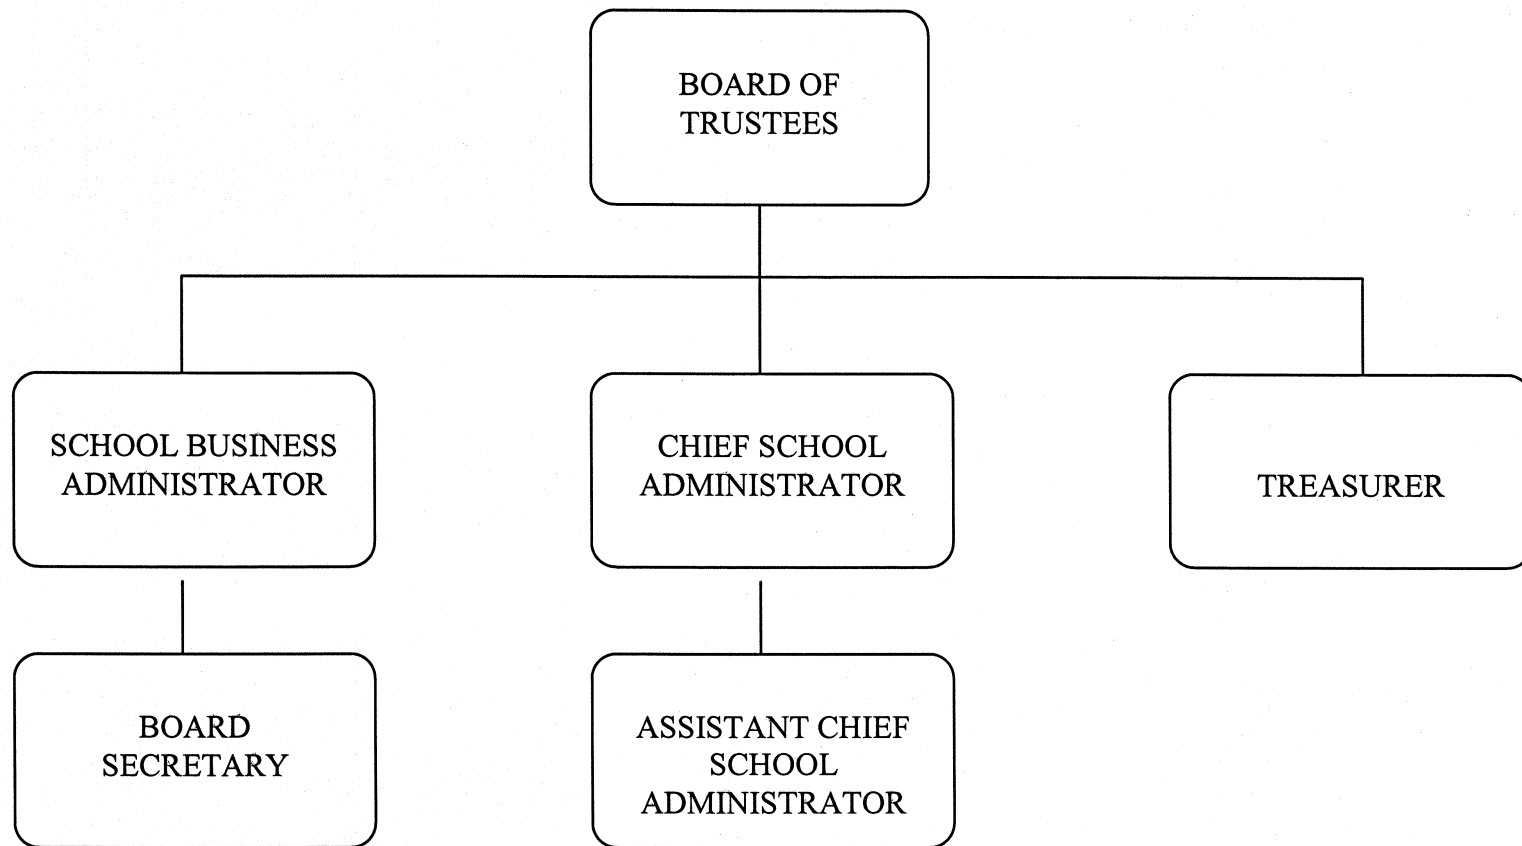 BOARD OF
TRUSTEES
SCHOOL BUSINESS
ADMINISTRATOR
CHIEF SCHOOL
ADMINISTRATOR
TREASURER
BOARD
SECRETARY
ASSISTANT CHIEF
SCHOOL
ADMINISTRATOR